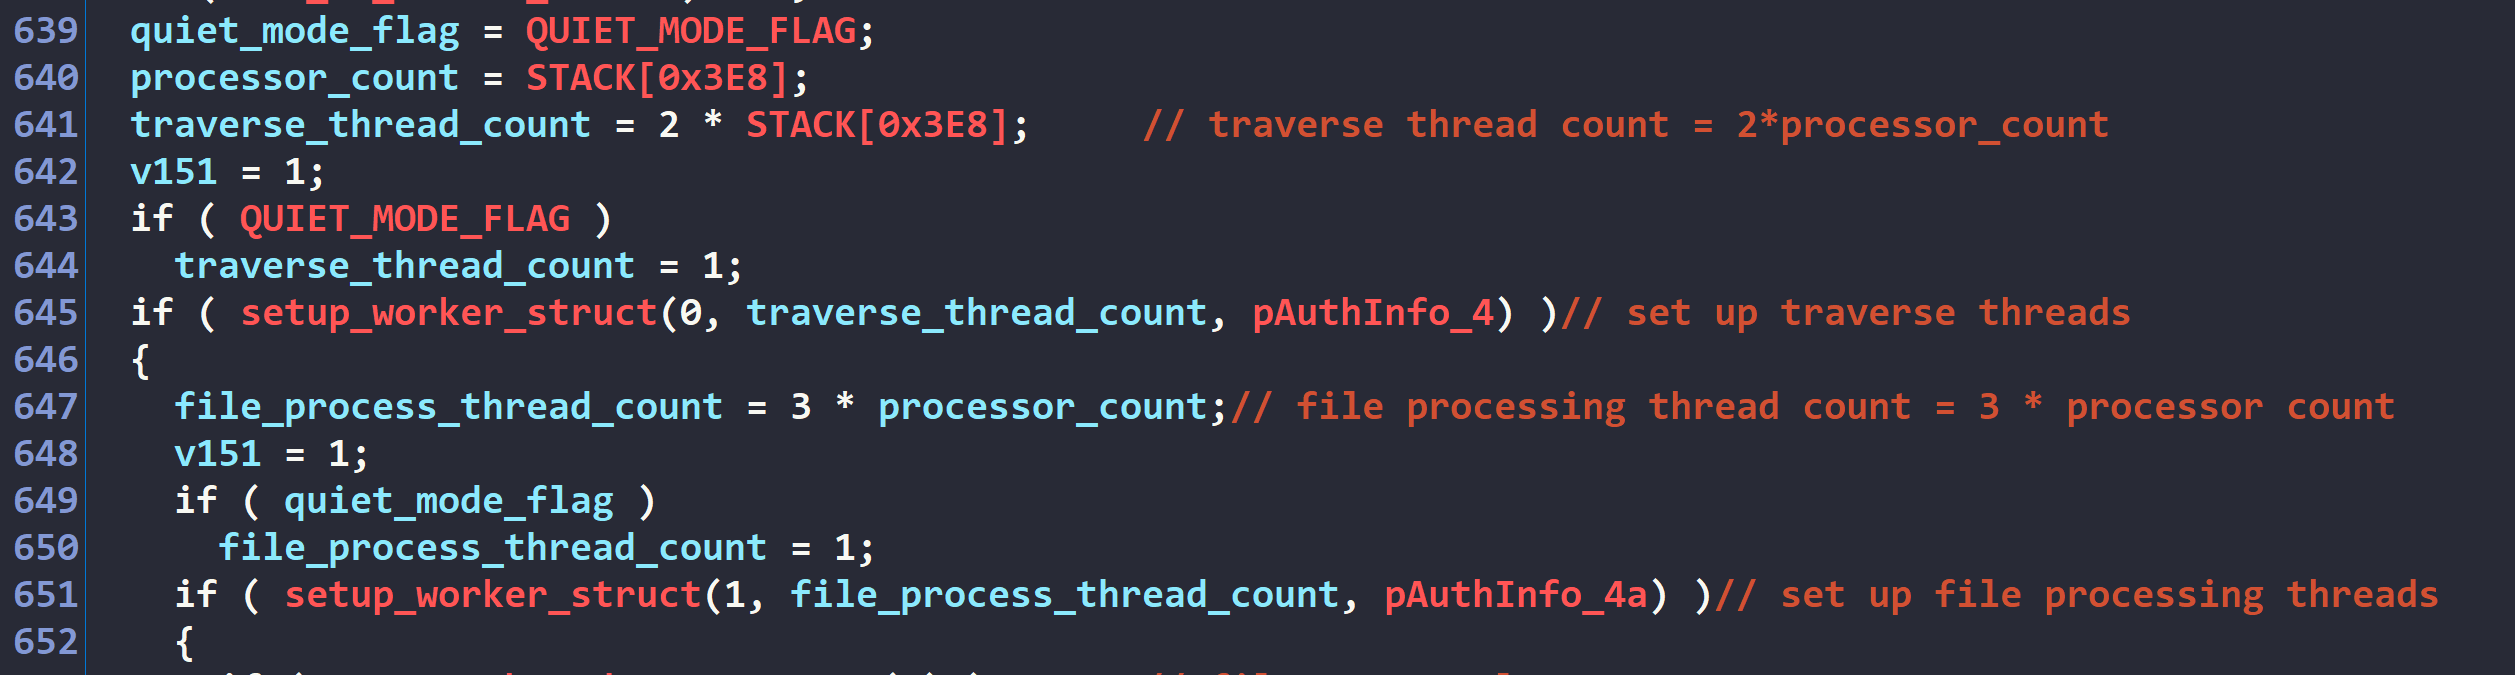 639 quiet_mode_flag = QUIET_MODE_FLAG;
640 processor_count = STACK[0x3E8];
641 traverse_thread_count = 2 * STACK[0x3E8]; // traverse thread count = 2*processor_count
642 v151 = 1;
643 if ( QUIET_MODE_FLAG )
644 traverse_thread_count = 1;
645 if ( setup_worker_struct(0, traverse_thread_count, pAuthInfo_4) )// set up traverse threads
646 {
647 file_process_thread_count = 3 * processor_count;// file processing thread count = 3 * processor count
648 v151 = 1;
649 if ( quiet_mode_flag )
650 file_process_thread_count = 1;
651 if ( setup_worker_struct(1, file_process_thread_count, pAuthInfo_4a) )// set up file processing threads
652 {